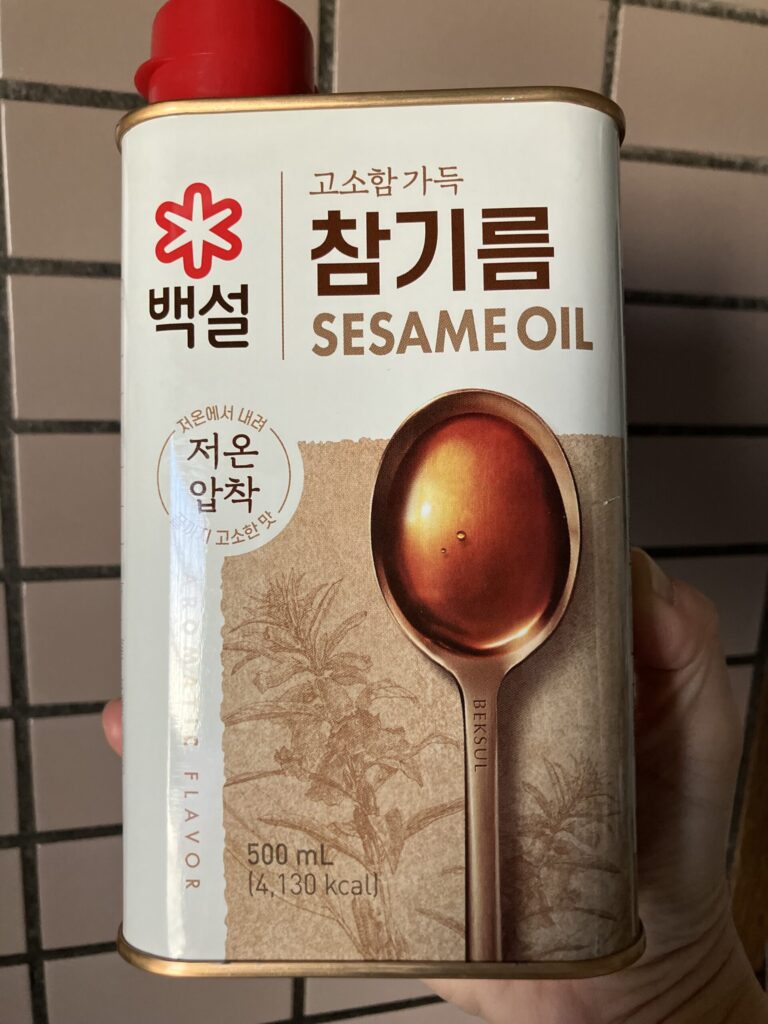 백설
고소함 가득
참기름
SESAME OIL
저온에서 내려
저온
압착
고소한 맛
AROMATIC FLAVOR
BEKSUL
500 mL
(4,130 kcal)